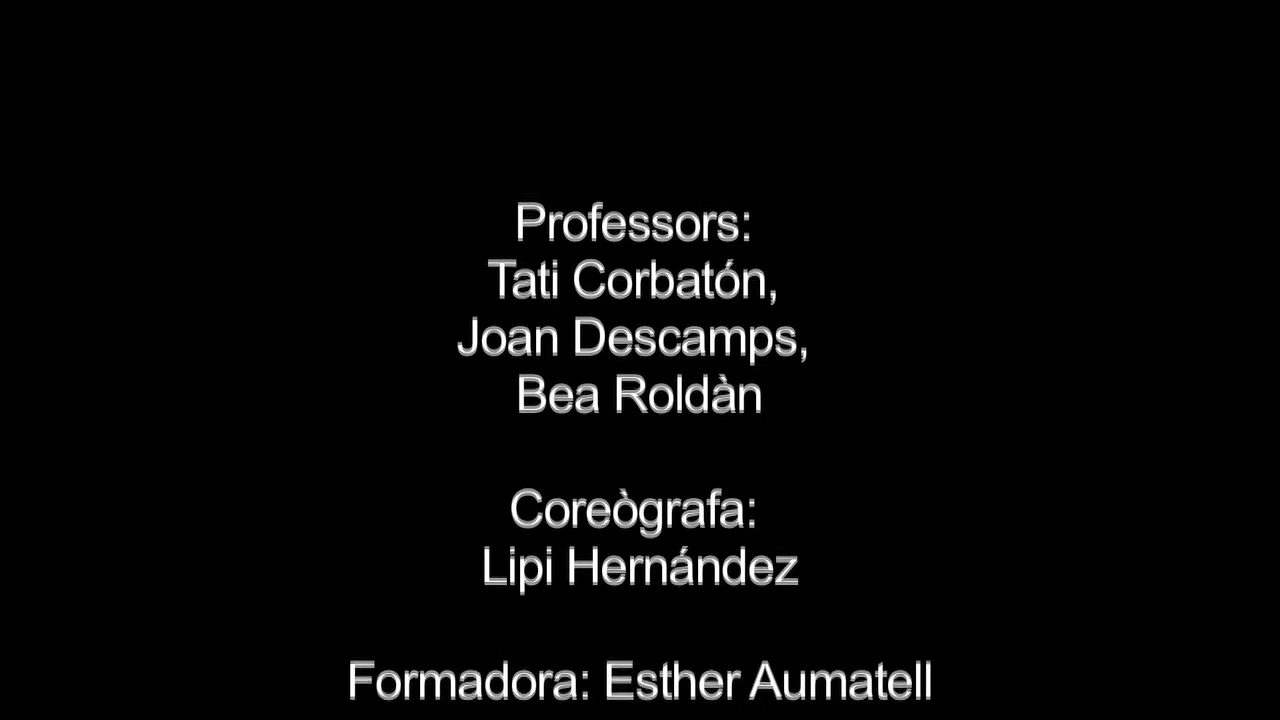 Professors:
Tati Corbatón,
Joan Descamps,
Bea Roldàn
Coreògrafa:
Lipi Hernández
Formadora: Esther Aumatell